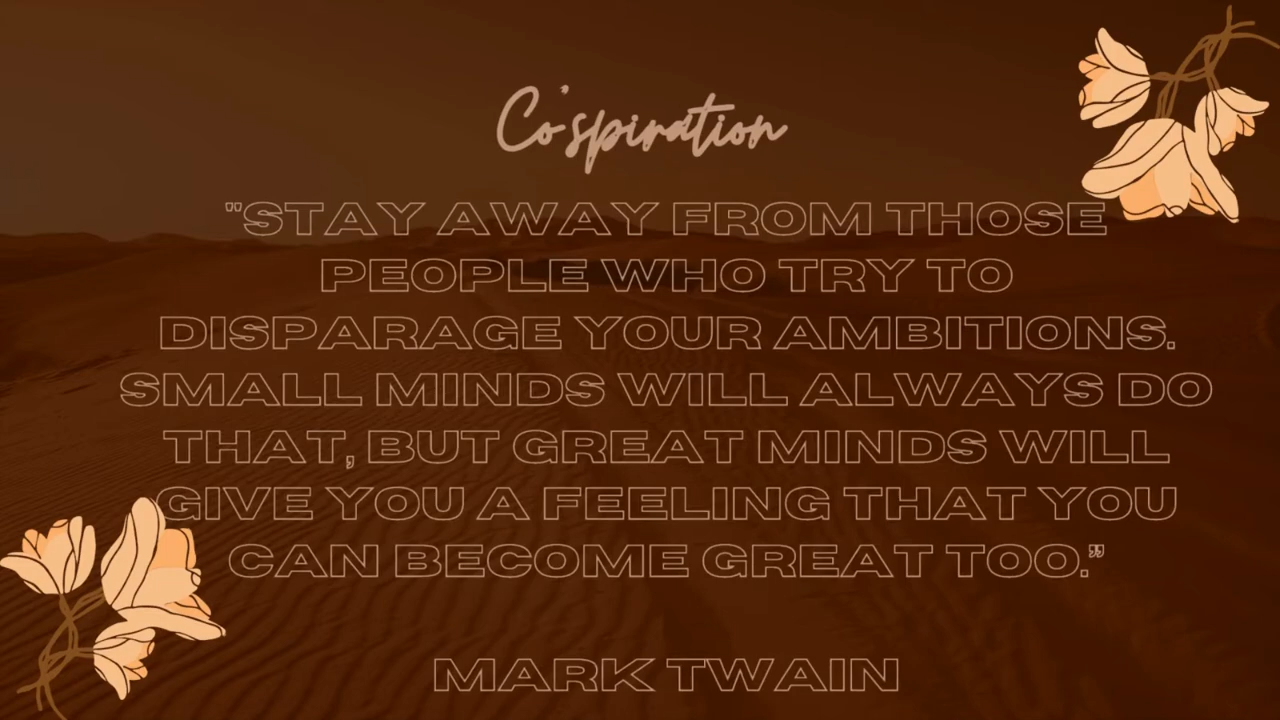 Co'spiration
"STAY AWAY FROM THOSE
PEOPLE WHO TRY TO
DISPARAGE YOUR AMBITIONS.
SMALL MINDS WILL ALWAYS DO
THAT, BUT GREAT MINDS WILL
GIVE YOU A FEELING THAT YOU
CAN BECOME GREAT TOO.”
MARK TWAIN